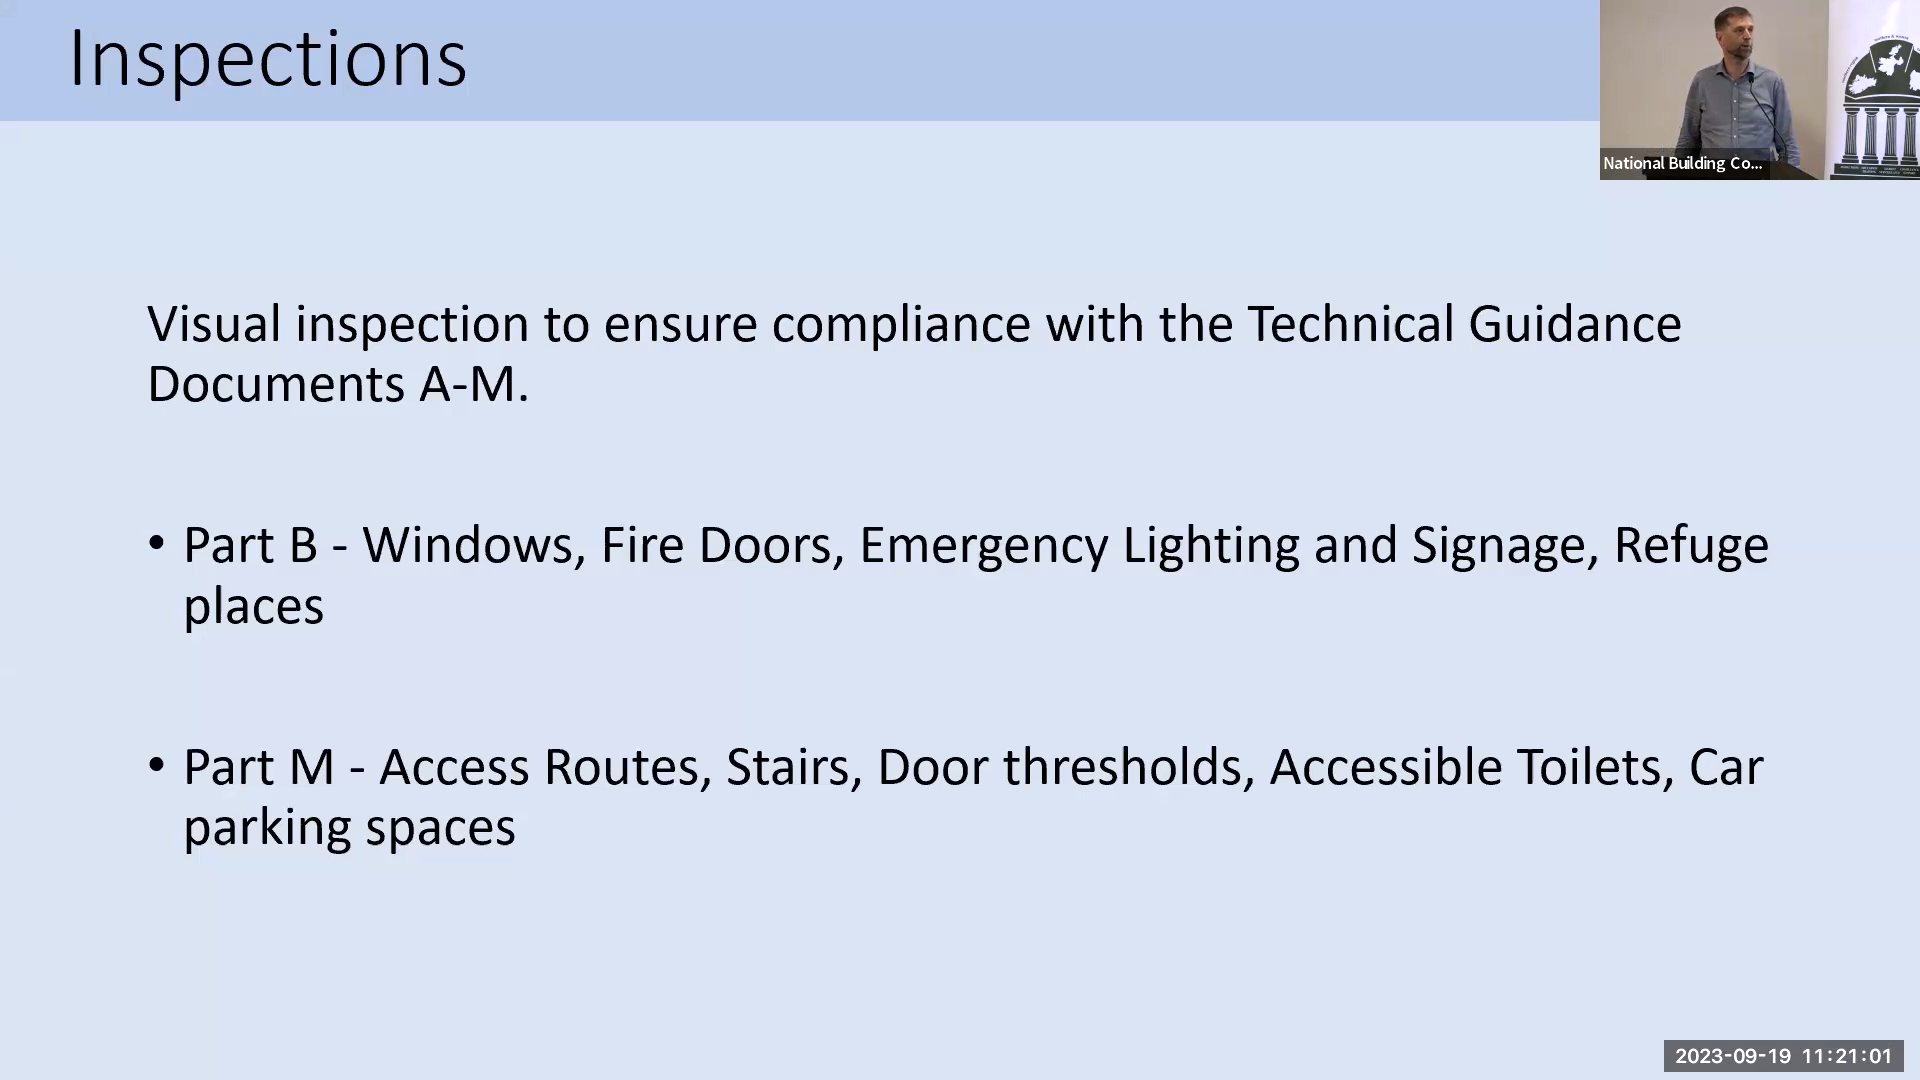 Inspections
National Building Co...
Visual inspection to ensure compliance with the Technical Guidance
Documents A-M.
• Part B - Windows, Fire Doors, Emergency Lighting and Signage, Refuge
places
• Part M - Access Routes, Stairs, Door thresholds, Accessible Toilets, Car
parking spaces
2023-09-19 11:21:01